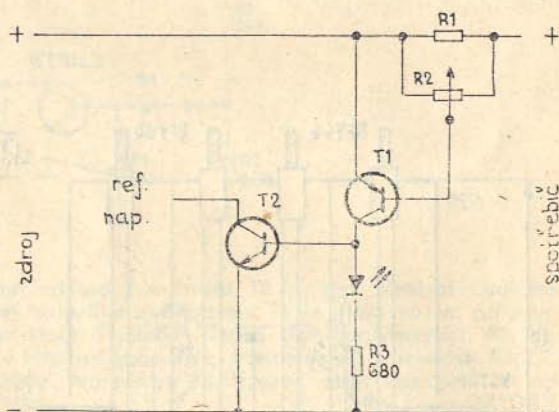 +
R1
+
R2
T1
ref.
nap.
T2
zdroj
spotřebič
R3
680
-
-